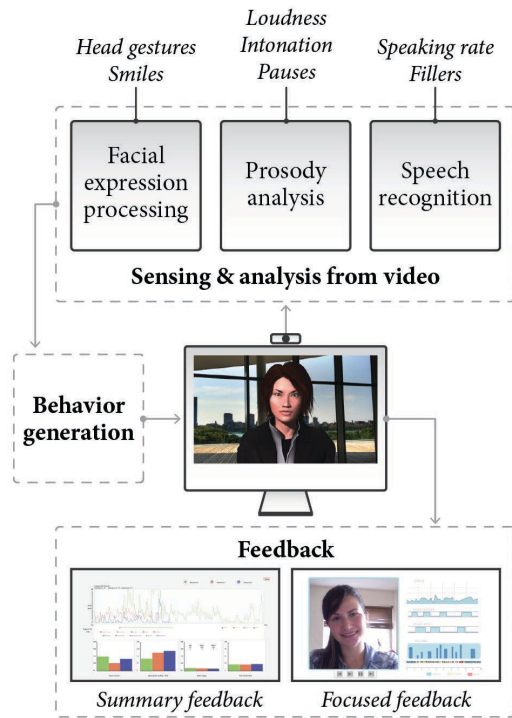 Head gestures
Smiles
Loudness
Intonation
Pauses
Speaking rate
Fillers
Facial
expression
processing
Prosody
analysis
Speech
recognition
Sensing & analysis from video
Behavior
generation
Feedback
Summary feedback
Focused feedback